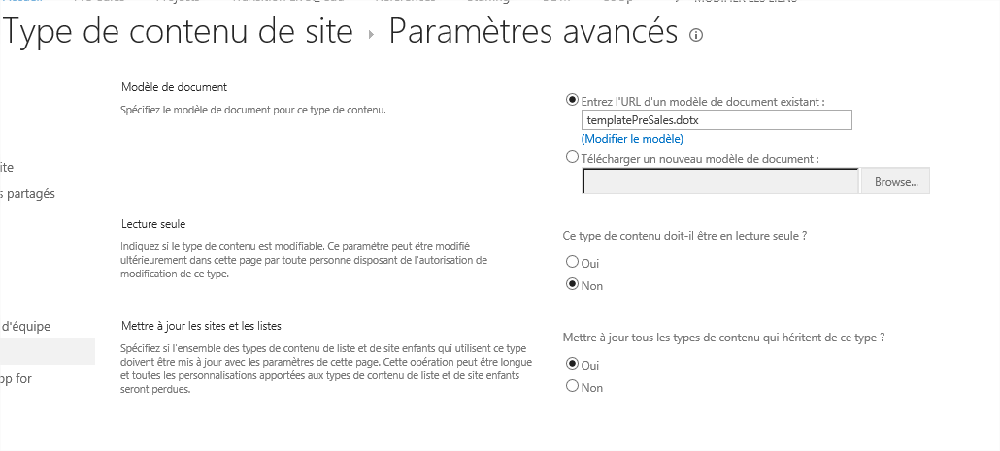 MODIFIER LES LIENS
Type de contenu de site ▸ Paramètres avancés
Modèle de document
Spécifiez le modèle de document pour ce type de contenu.
Entrez l'URL d'un modèle de document existant :
templatePreSales.dotx
(Modifier le modèle)
Télécharger un nouveau modèle de document :
Browse...
ite
s partagés
Lecture seule
Indiquez si le type de contenu est modifiable. Ce paramètre peut être modifié
ultérieurement dans cette page par toute personne disposant de l'autorisation de
modification de ce type.
Ce type de contenu doit-il être en lecture seule ?
Oui
Non
d'équipe
pp for
Mettre à jour les sites et les listes
Spécifiez si l'ensemble des types de contenu de liste et de site enfants qui utilisent ce type
doivent être mis à jour avec les paramètres de cette page. Cette opération peut être longue
et toutes les personnalisations apportées aux types de contenu de liste et de site enfants
seront perdues.
Mettre à jour tous les types de contenu qui héritent de ce type ?
Oui
Non